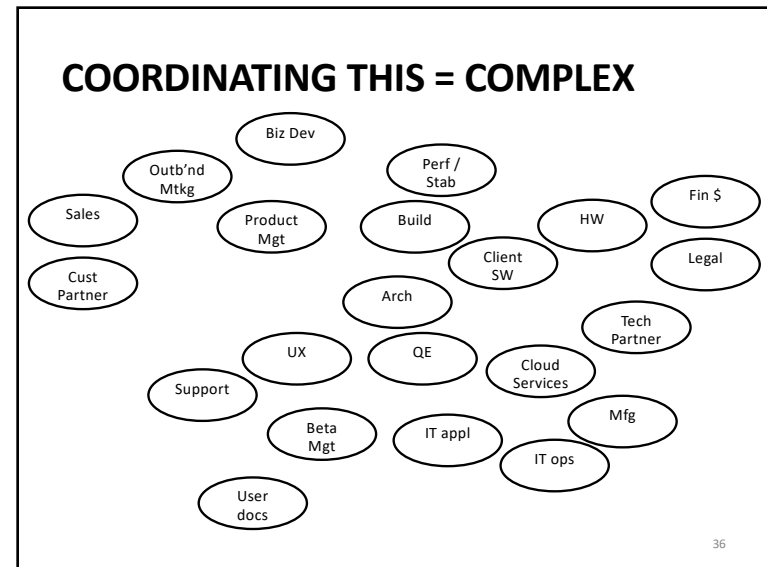 COORDINATING THIS = COMPLEX
Biz Dev
Outb'nd
Mtkg
Perf /
Stab
Sales
Product
Mgt
Build
HW
Fin $
Cust
Partner
Client
SW
Legal
Arch
Tech
Partner
UX
QE
Cloud
Services
Support
Beta
Mgt
IT appl
Mfg
IT ops
User
docs
36